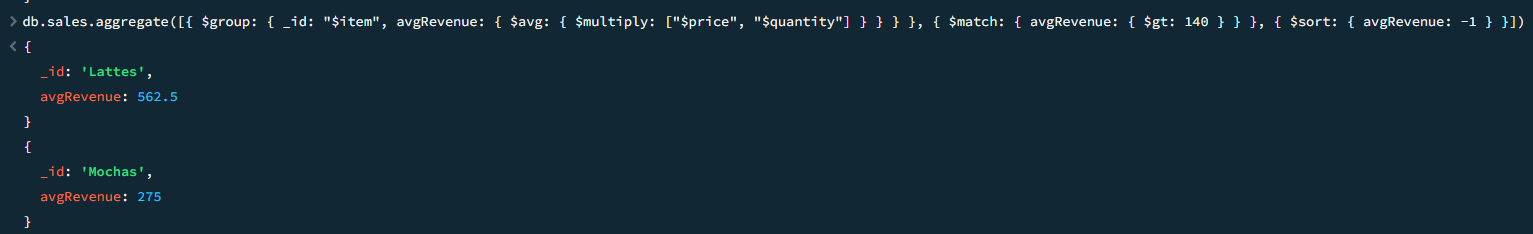 > db.sales.aggregate([{ $group: { _id: "$item", avgRevenue: { $avg: { $multiply: ["$price", "$quantity"] } } } }, { $match: { avgRevenue: { $gt: 140 } } }, { $sort: { avgRevenue: -1 } }])
< {
_id: 'Lattes',
avgRevenue: 562.5
}
{
_id: 'Mochas',
avgRevenue: 275
}